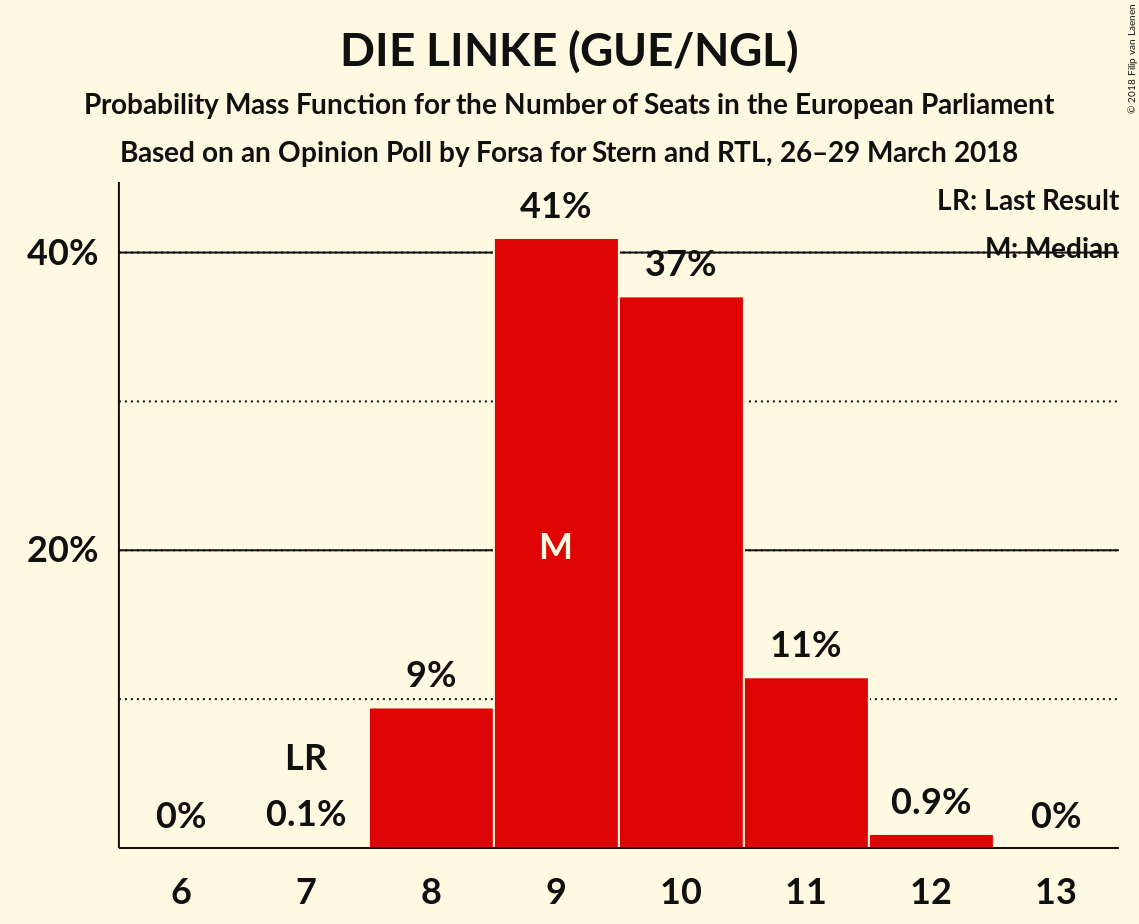 DIE LINKE (GUE/NGL)
Probability Mass Function for the Number of Seats in the European Parliament
Based on an Opinion Poll by Forsa for Stern and RTL, 26–29 March 2018
© 2018 Filip van Laenen
LR: Last Result
M: Median
40%
20%
0%
LR
0.1%
9%
41%
M
37%
11%
0.9%
0%
6 7 8 9 10 11 12 13